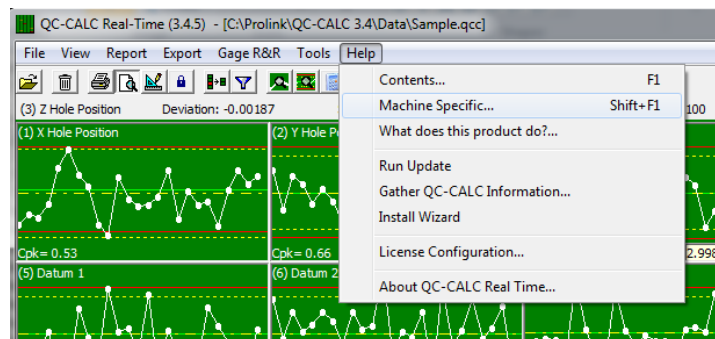 QC-CALC Real-Time (3.4.5) - [C:\Prolink\QC-CALC 3.4\Data\Sample.qcc]
File View Report Export Gage R&R Tools Help
(3) Z Hole Position Deviation: -0.00187
100
(1) X Hole Position
(2) Y Hole
Contents... F1
Machine Specific... Shift+F1
What does this product do?...
Run Update
Gather QC-CALC Information...
Install Wizard
License Configuration...
About QC-CALC Real Time...
Cpk= 0.53
Cpk= 0.66
2.998
(5) Datum 1
(6) Datum 2